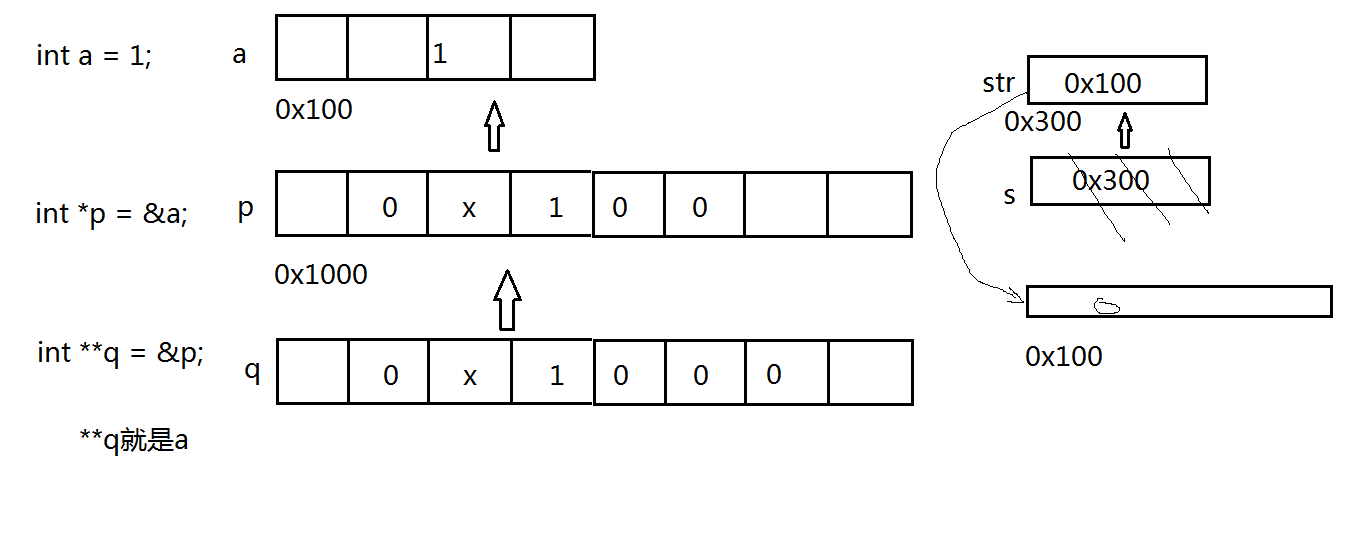 int a = 1;
a
1
0x100
int *p = &a;
p
0 x 1 0 0
0x1000
int **q = &p;
q
0 x 1 0 0 0
**q就是a
str
0x100
0x300
s
0x300
0x100